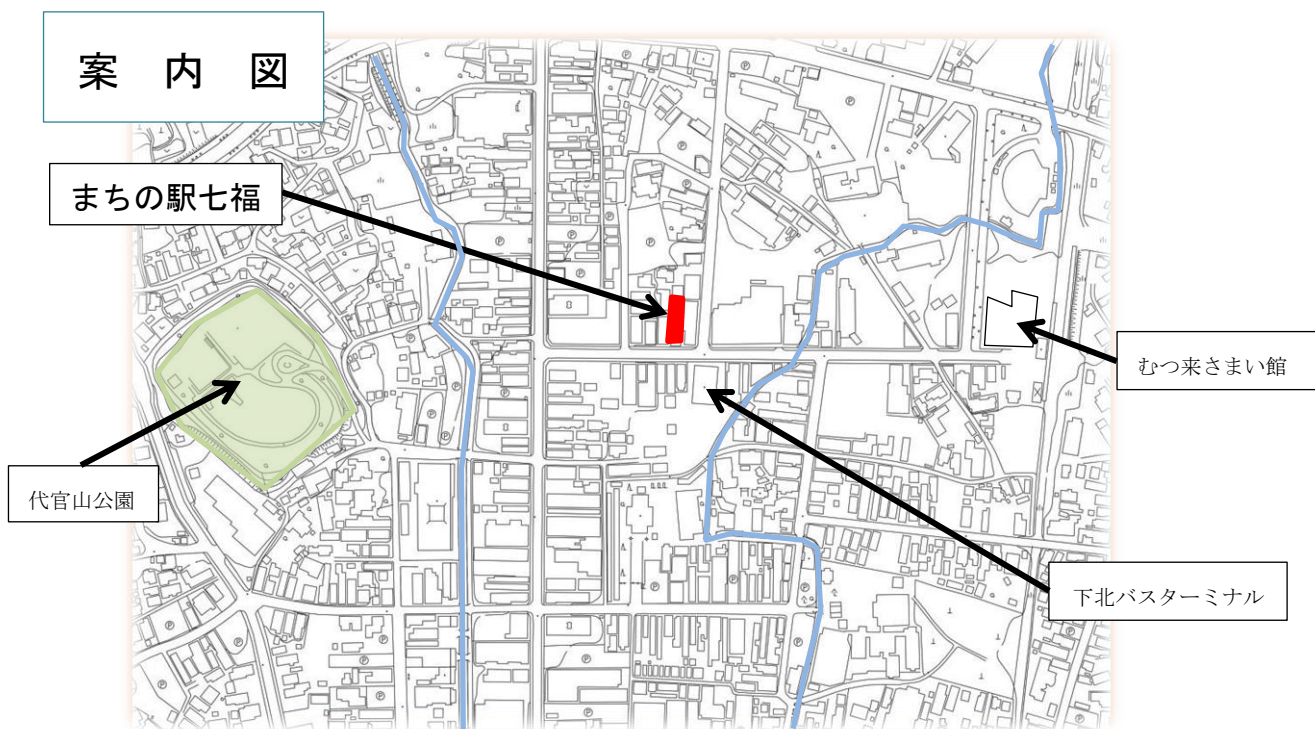 案 内 図
まちの駅七福
むつ来さまい館
代官山公園
下北バスターミナル